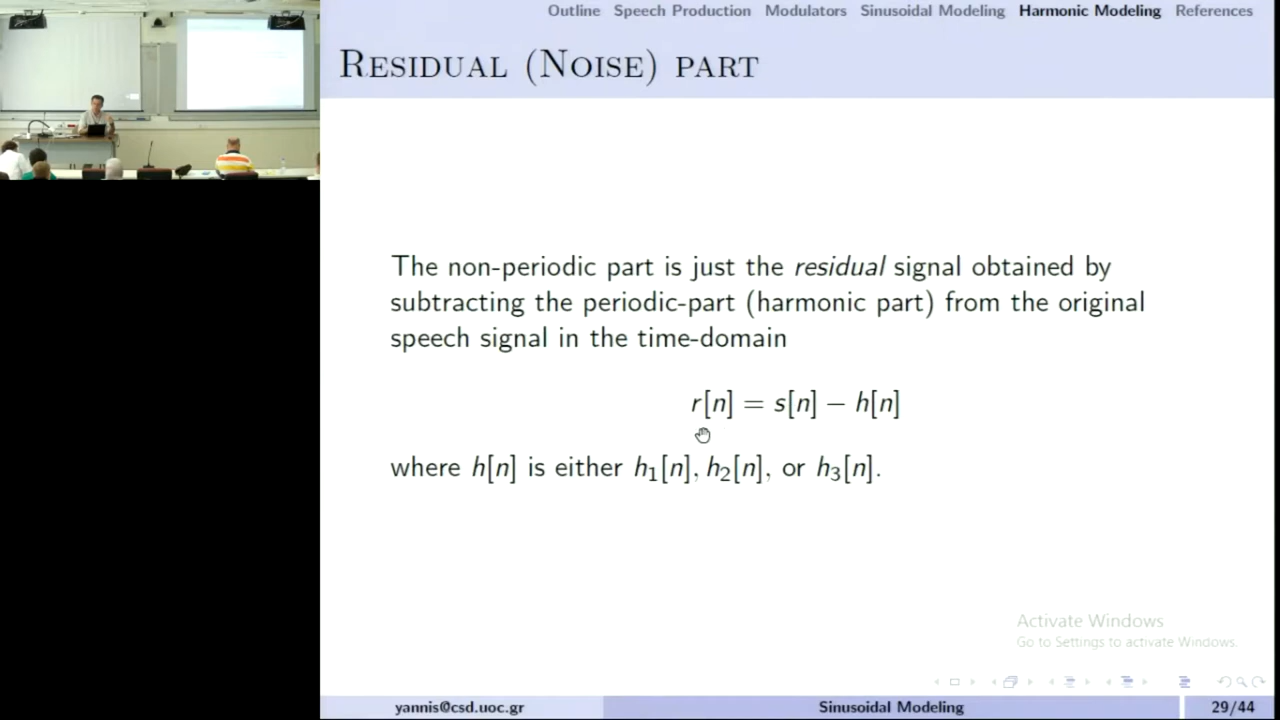 Outline Speech Production Modulators Sinusoidal Modeling Harmonic Modeling References
Residual (Noise) part
The non-periodic part is just the residual signal obtained by
subtracting the periodic-part (harmonic part) from the original
speech signal in the time-domain
r[n] = s[n] − h[n]
where h[n] is either h₁[n], h₂[n], or h₃[n].
Activate Windows
Go to Settings to activate Windows.
yannis@csd.uoc.gr Sinusoidal Modeling 29/44